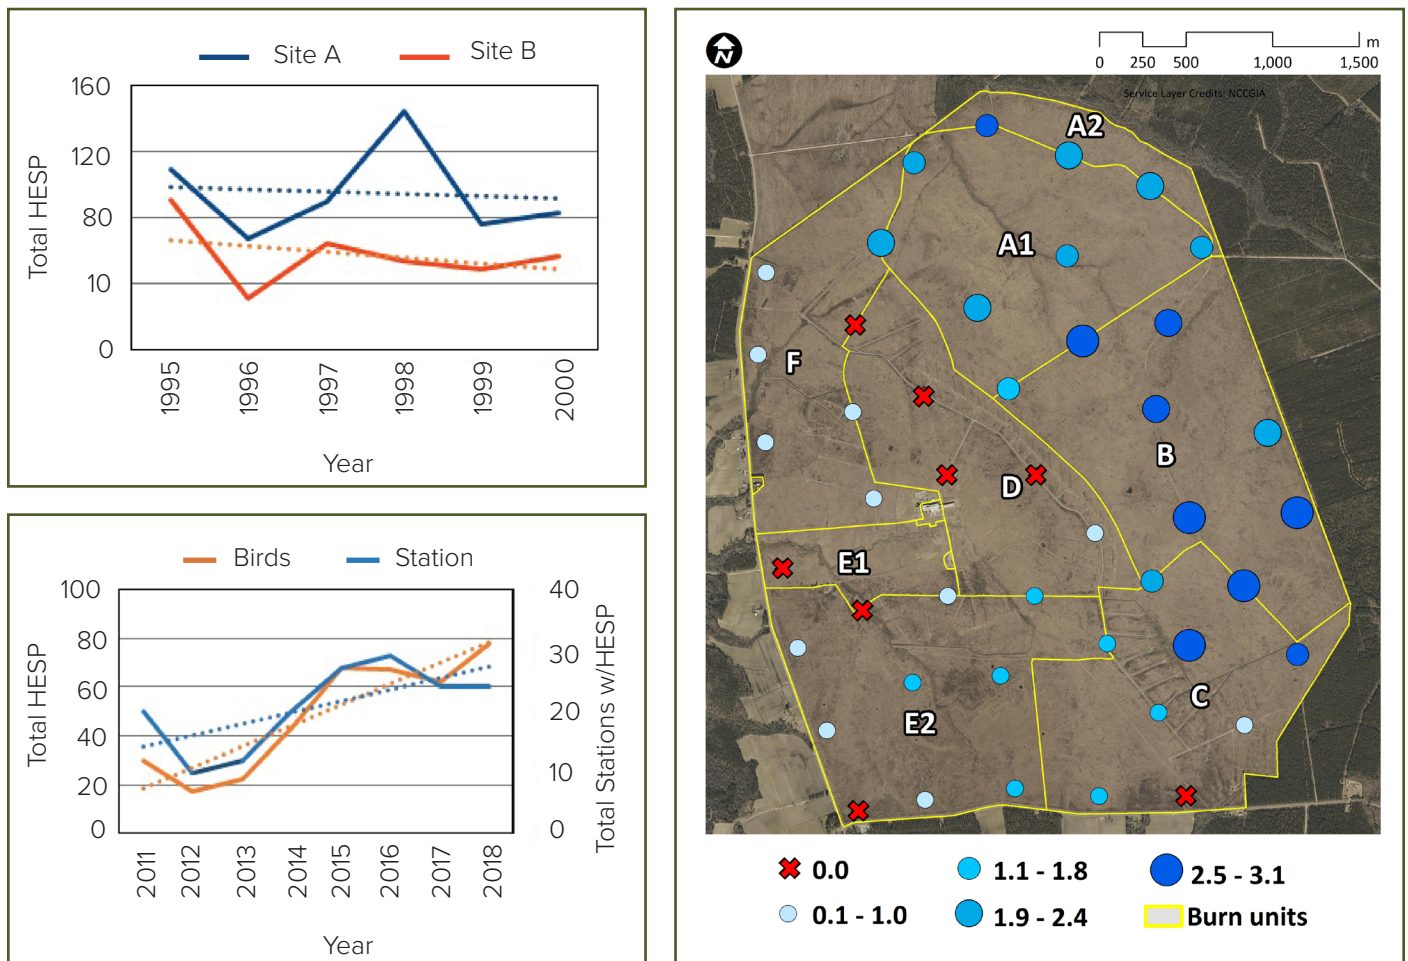 Site A
Site B
Total HESP
160
120
80
10
0
1995
1996
1997
1998
1999
2000
Year
Birds
Station
Total HESP
100
80
60
40
20
0
40
30
20
10
0
Total Stations w/HESP
2011
2012
2013
2014
2015
2016
2017
2018
Year
N
m
0 250 500 1,000 1,500
Service Layer Credits: NCCGIA
A2
A1
F
B
D
E1
C
E2
0.0
1.1 - 1.8
2.5 - 3.1
0.1 - 1.0
1.9 - 2.4
Burn units